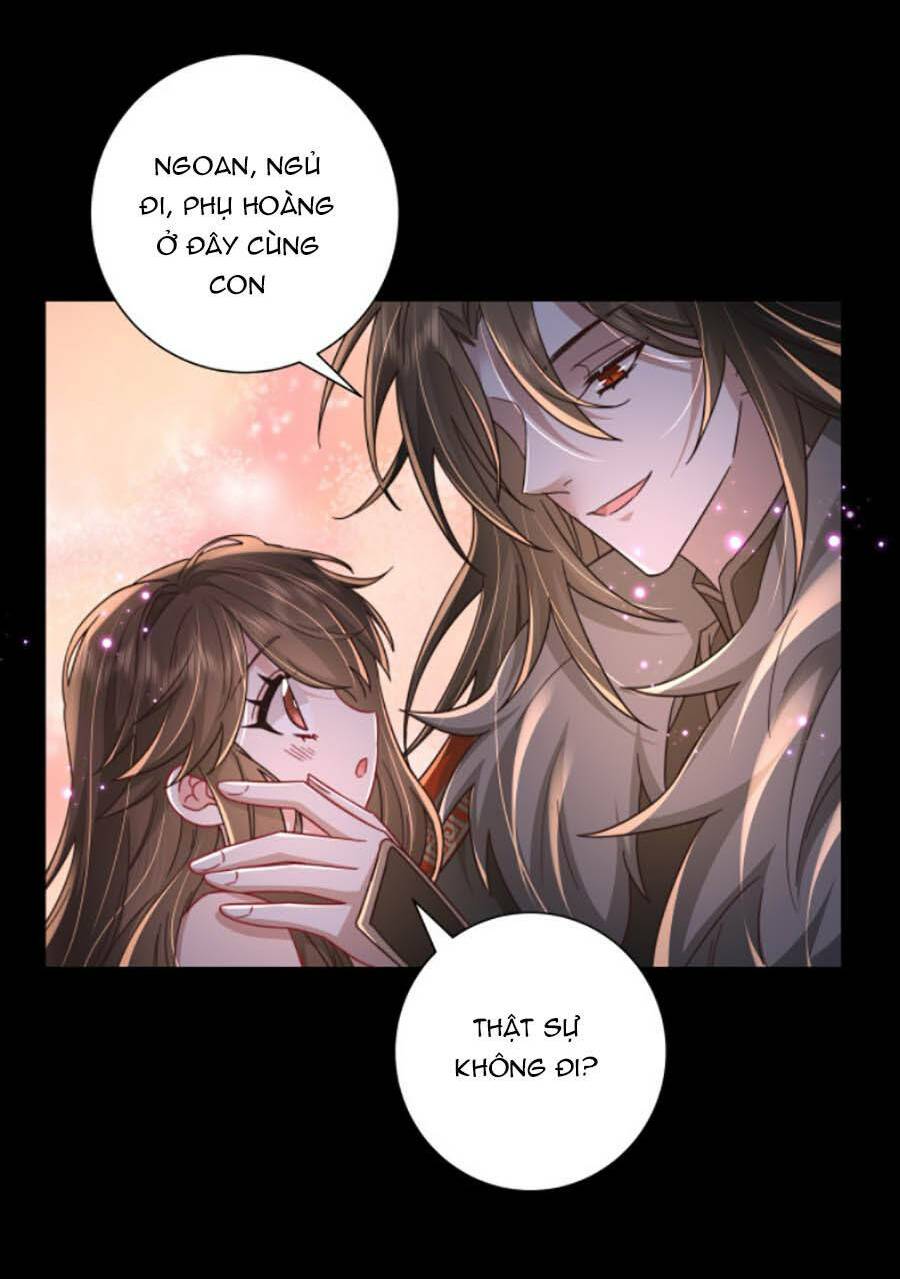 NGOAN, NGỦ
ĐI, PHỤ HOÀNG
Ở ĐÂY CÙNG
CON
THẬT SỰ
KHÔNG ĐI?